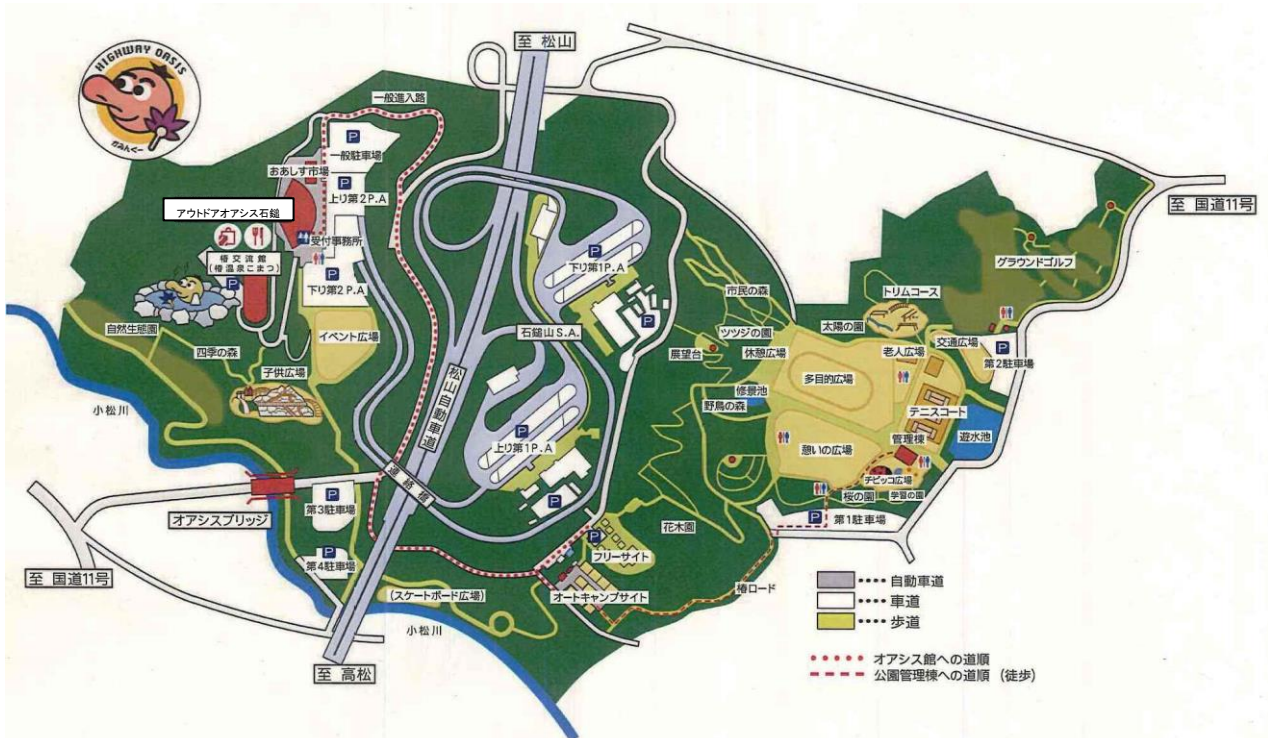 HIGHWAY OASIS
至 松山
一般進入路
一般駐車場
おあしす市場
上り第2P.A
アウトドアオアシス石鎚
受付事務所
椿交流館
(椿温泉こまつ)
下り第2P.A
自然生態園
イベント広場
四季の森
子供広場
小松川
石鎚山S.A.
下り第1P.A
松山自動車道
上り第1P.A
連絡橋
オアシスブリッジ
第3駐車場
第4駐車場
至 国道11号
(スケートボード広場)
小松川
至 高松
フリーサイト
オートキャンプサイト
花木園
椿ロード
市民の森
ツツジの園
展望台
休憩広場
太陽の園
トリムコース
グラウンドゴルフ
至 国道11号
老人広場
交通広場
第2駐車場
多目的広場
修景池
野鳥の森
テニスコート
憩いの広場
管理棟
遊水池
チビッコ広場
桜の園
学習の園
第1駐車場
P
P
P
P
P
P
P
P
P
P
P
自動車道
車道
歩道
オアシス館への道順
公園管理棟への道順 (徒歩)